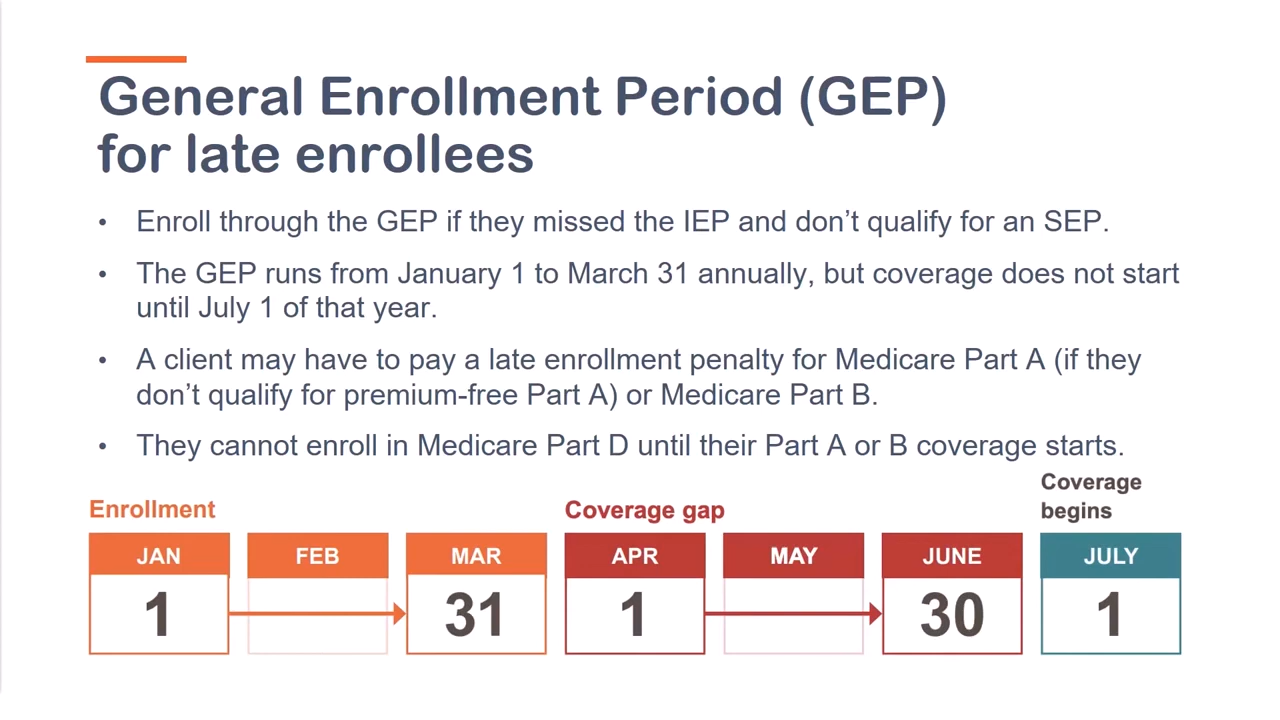 General Enrollment Period (GEP)
for late enrollees
• Enroll through the GEP if they missed the IEP and don’t qualify for an SEP.
• The GEP runs from January 1 to March 31 annually, but coverage does not start
until July 1 of that year.
• A client may have to pay a late enrollment penalty for Medicare Part A (if they
don’t qualify for premium-free Part A) or Medicare Part B.
• They cannot enroll in Medicare Part D until their Part A or B coverage starts.
Enrollment
Coverage gap
Coverage
begins
JAN FEB MAR APR MAY JUNE JULY
1 31 1 30 1